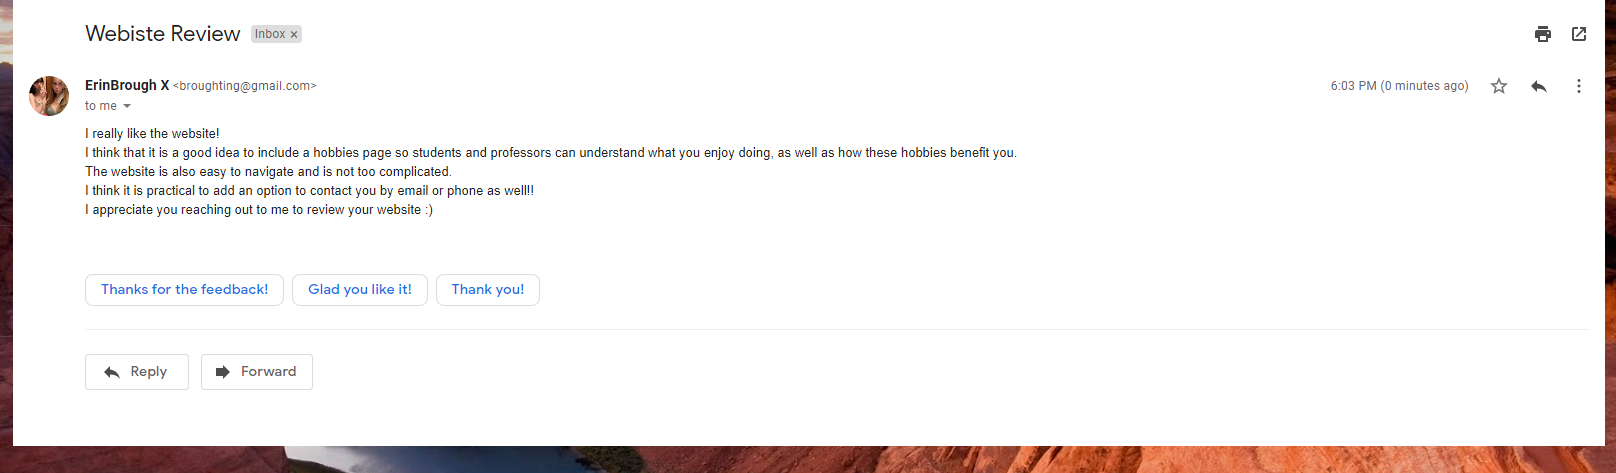 Webiste Review Inbox x
ErinBrough X <broughting@gmail.com> 6:03 PM (0 minutes ago)
to me
I really like the website!
I think that it is a good idea to include a hobbies page so students and professors can understand what you enjoy doing, as well as how these hobbies benefit you.
The website is also easy to navigate and is not too complicated.
I think it is practical to add an option to contact you by email or phone as well!!
I appreciate you reaching out to me to review your website :)
Thanks for the feedback! Glad you like it! Thank you!
Reply Forward